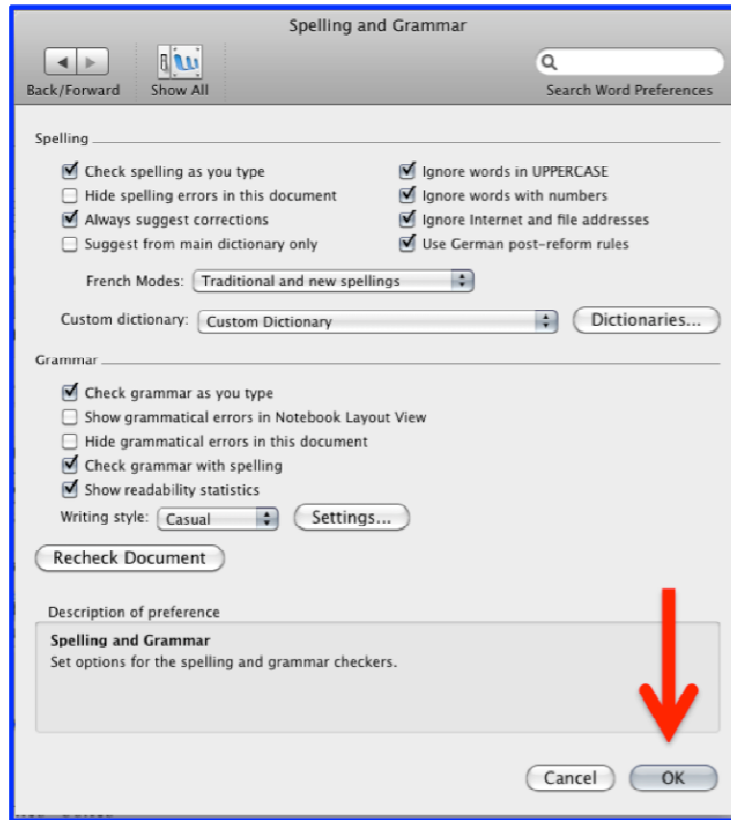 Spelling and Grammar
Back/Forward
Show All
Search Word Preferences
Spelling
Check spelling as you type
Ignore words in UPPERCASE
Hide spelling errors in this document
Ignore words with numbers
Always suggest corrections
Ignore Internet and file addresses
Suggest from main dictionary only
Use German post-reform rules
French Modes: Traditional and new spellings
Custom dictionary: Custom Dictionary
Dictionaries...
Grammar
Check grammar as you type
Show grammatical errors in Notebook Layout View
Hide grammatical errors in this document
Check grammar with spelling
Show readability statistics
Writing style: Casual
Settings...
Recheck Document
Description of preference
Spelling and Grammar
Set options for the spelling and grammar checkers.
Cancel
OK